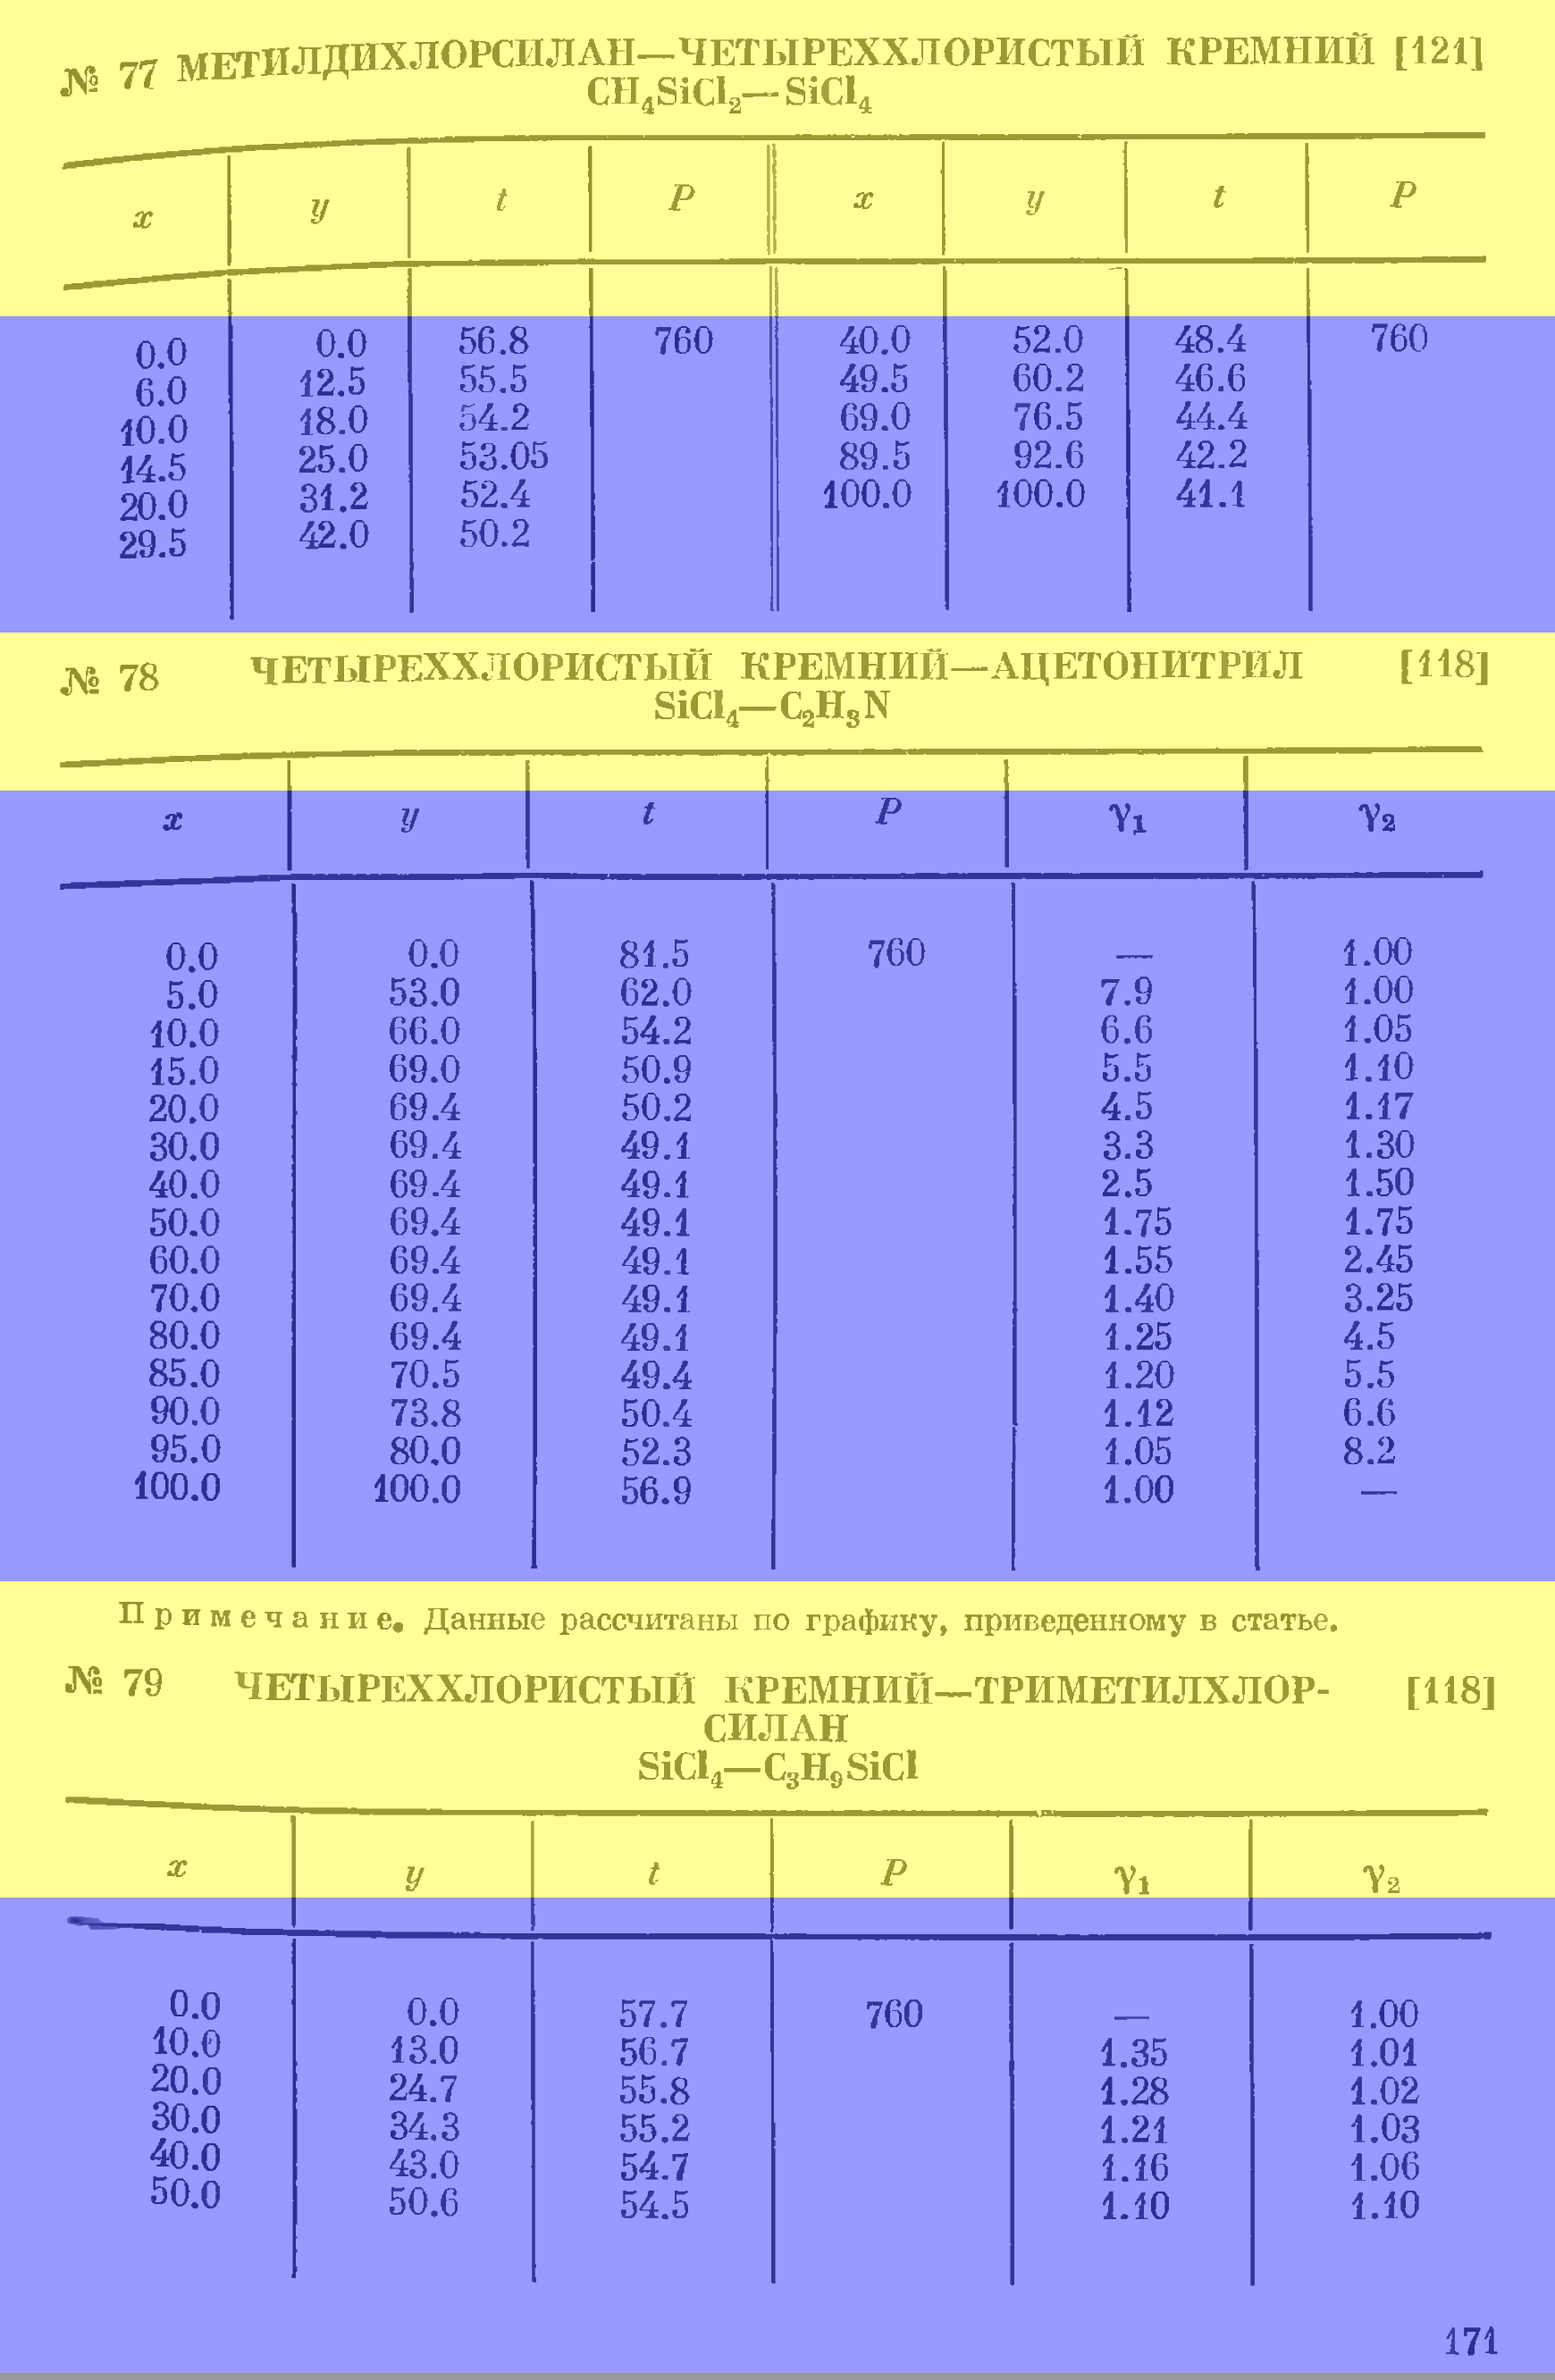 № 77 МЕТИЛДИХЛОРСИЛАН—ЧЕТЫРЕХХЛОРИСТЫЙ КРЕМНИЙ [121]
CH₄SiCl₂—SiCl₄
x y t P x y t P
0.0 0.0 56.8 760 40.0 52.0 48.4 760
6.0 12.5 55.5 49.5 60.2 46.6
10.0 18.0 54.2 69.0 76.5 44.4
14.5 25.0 53.05 89.5 92.6 42.2
20.0 31.2 52.4 100.0 100.0 41.1
29.5 42.0 50.2
№ 78 ЧЕТЫРЕХХЛОРИСТЫЙ КРЕМНИЙ—АЦЕТОНИТРИЛ [118]
SiCl₄—C₂H₃N
x y t P γ₁ γ₂
0.0 0.0 81.5 760 — 1.00
5.0 53.0 62.0 7.9 1.00
10.0 66.0 54.2 6.6 1.05
15.0 69.0 50.9 5.5 1.10
20.0 69.4 50.2 4.5 1.17
30.0 69.4 49.1 3.3 1.30
40.0 69.4 49.1 2.5 1.50
50.0 69.4 49.1 1.75 1.75
60.0 69.4 49.1 1.55 2.45
70.0 69.4 49.1 1.40 3.25
80.0 69.4 49.1 1.25 4.5
85.0 70.5 49.4 1.20 5.5
90.0 73.8 50.4 1.12 6.6
95.0 80.0 52.3 1.05 8.2
100.0 100.0 56.9 1.00 —
Примечание. Данные рассчитаны по графику, приведенному в статье.
№ 79 ЧЕТЫРЕХХЛОРИСТЫЙ КРЕМНИЙ—ТРИМЕТИЛХЛОР- [118]
СИЛАН
SiCl₄—C₃H₉SiCl
x y t P γ₁ γ₂
0.0 0.0 57.7 760 — 1.00
10.0 13.0 56.7 1.35 1.01
20.0 24.7 55.8 1.28 1.02
30.0 34.3 55.2 1.21 1.03
40.0 43.0 54.7 1.16 1.06
50.0 50.6 54.5 1.10 1.10
171